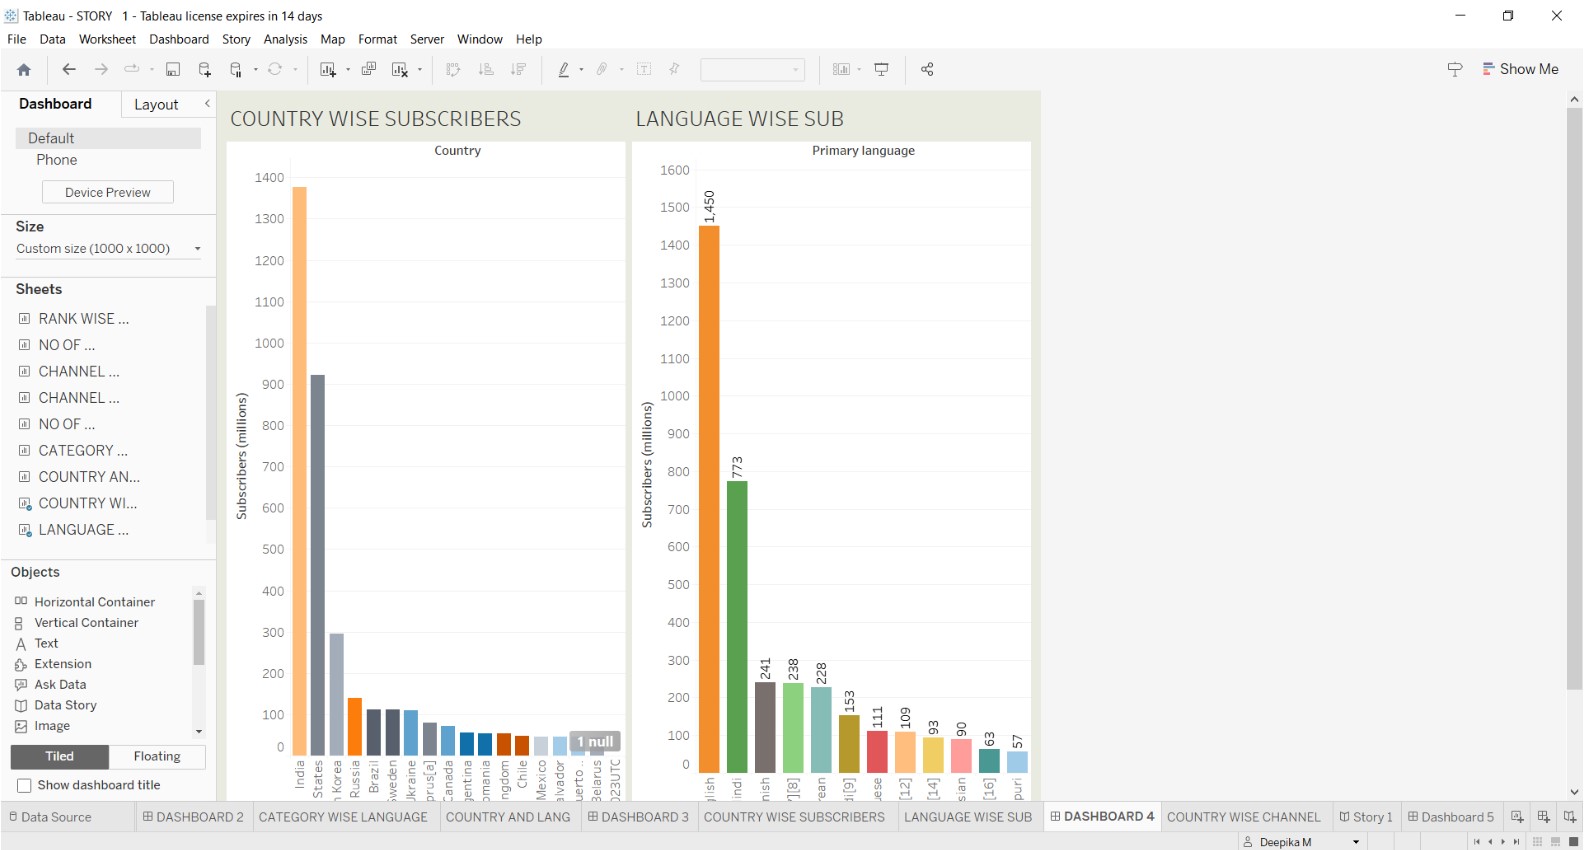 Tableau - STORY 1 - Tableau license expires in 14 days
File Data Worksheet Dashboard Story Analysis Map Format Server Window Help
Show Me
Dashboard Layout
Default
Phone
Device Preview
Size
Custom size (1000 x 1000)
Sheets
RANK WISE ...
NO OF ...
CHANNEL ...
CHANNEL ...
NO OF ...
CATEGORY ...
COUNTRY AN...
COUNTRY WI...
LANGUAGE ...
Objects
Horizontal Container
Vertical Container
Text
Extension
Ask Data
Data Story
Image
Tiled Floating
Show dashboard title
COUNTRY WISE SUBSCRIBERS
Country
Subscribers (millions)
1400
1300
1200
1100
1000
900
800
700
600
500
400
300
200
100
0
1 null
India
States
n Korea
Russia
Brazil
Sweden
Ukraine
prus[a]
Canada
gentina
omania
ngdom
Chile
Mexico
alvador
uerto ..
Belarus
023UTC
LANGUAGE WISE SUB
Primary language
Subscribers (millions)
1600
1500
1400
1300
1200
1100
1000
900
800
700
600
500
400
300
200
100
0
1,450
773
241
238
228
153
111
109
93
90
63
57
glish
indi
nish
[8]
rean
di[9]
uese
[12]
[14]
sian
[16]
puri
Data Source DASHBOARD 2 CATEGORY WISE LANGUAGE COUNTRY AND LANG DASHBOARD 3 COUNTRY WISE SUBSCRIBERS LANGUAGE WISE SUB DASHBOARD 4 COUNTRY WISE CHANNEL Story 1 Dashboard 5
Deepika M